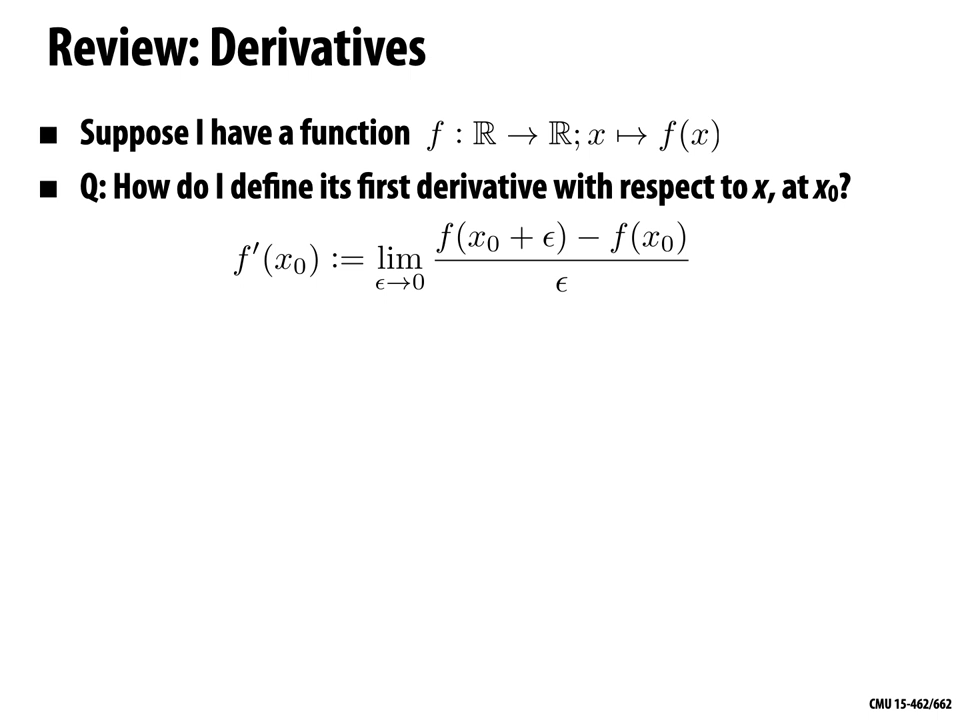 Review: Derivatives
■ Suppose I have a function f : ℝ → ℝ; x ↦ f(x)
■ Q: How do I define its first derivative with respect to x, at x₀?
f′(x₀) := lim_{ϵ→0} (f(x₀ + ϵ) − f(x₀)) / ϵ
CMU 15-462/662